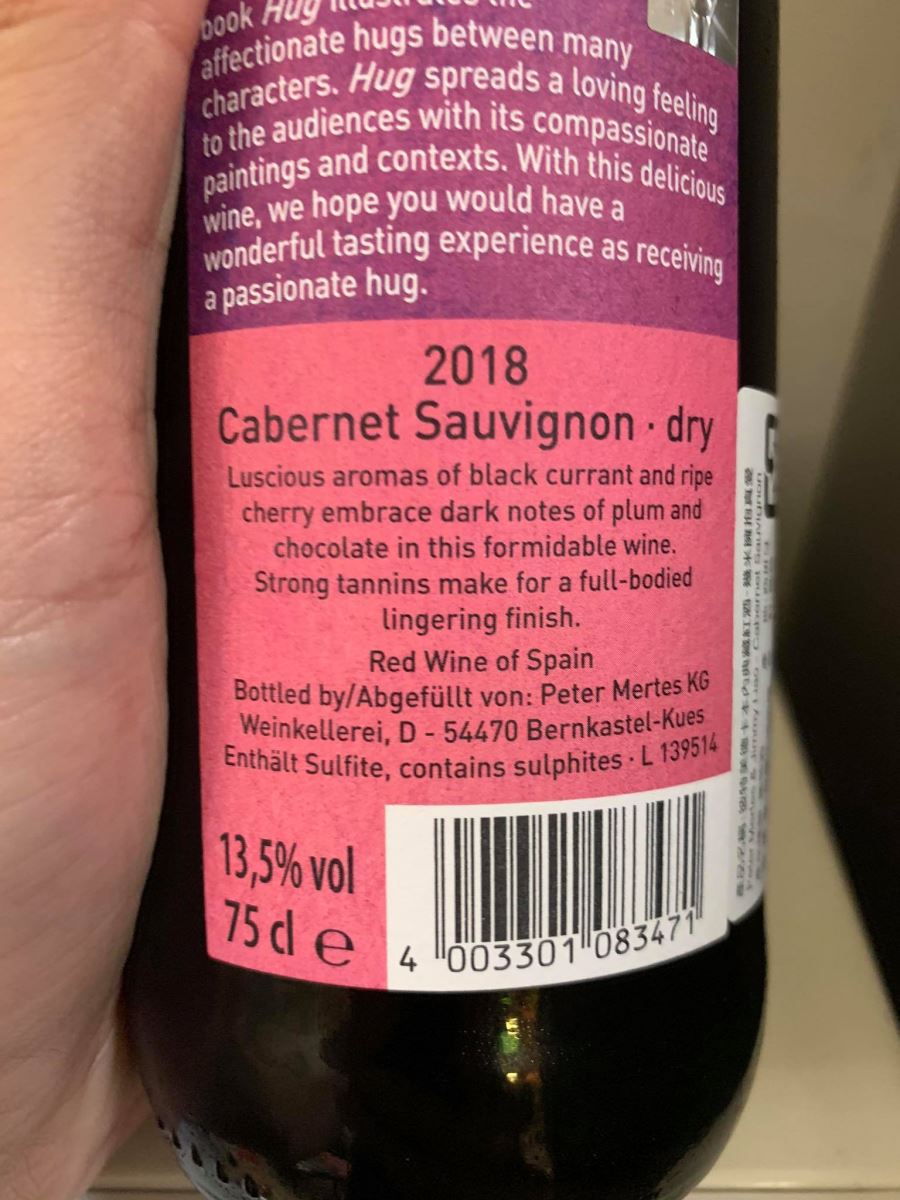 book Hug illustrates the
affectionate hugs between many
characters. Hug spreads a loving feeling
to the audiences with its compassionate
paintings and contexts. With this delicious
wine, we hope you would have a
wonderful tasting experience as receiving
a passionate hug.
2018
Cabernet Sauvignon · dry
Luscious aromas of black currant and ripe
cherry embrace dark notes of plum and
chocolate in this formidable wine.
Strong tannins make for a full-bodied
lingering finish.
Red Wine of Spain
Bottled by/Abgefüllt von: Peter Mertes KG
Weinkellerei, D - 54470 Bernkastel-Kues
Enthält Sulfite, contains sulphites · L 139514
13,5% vol
75 cl e
4 003301 083471
Cabernet Sauvignon